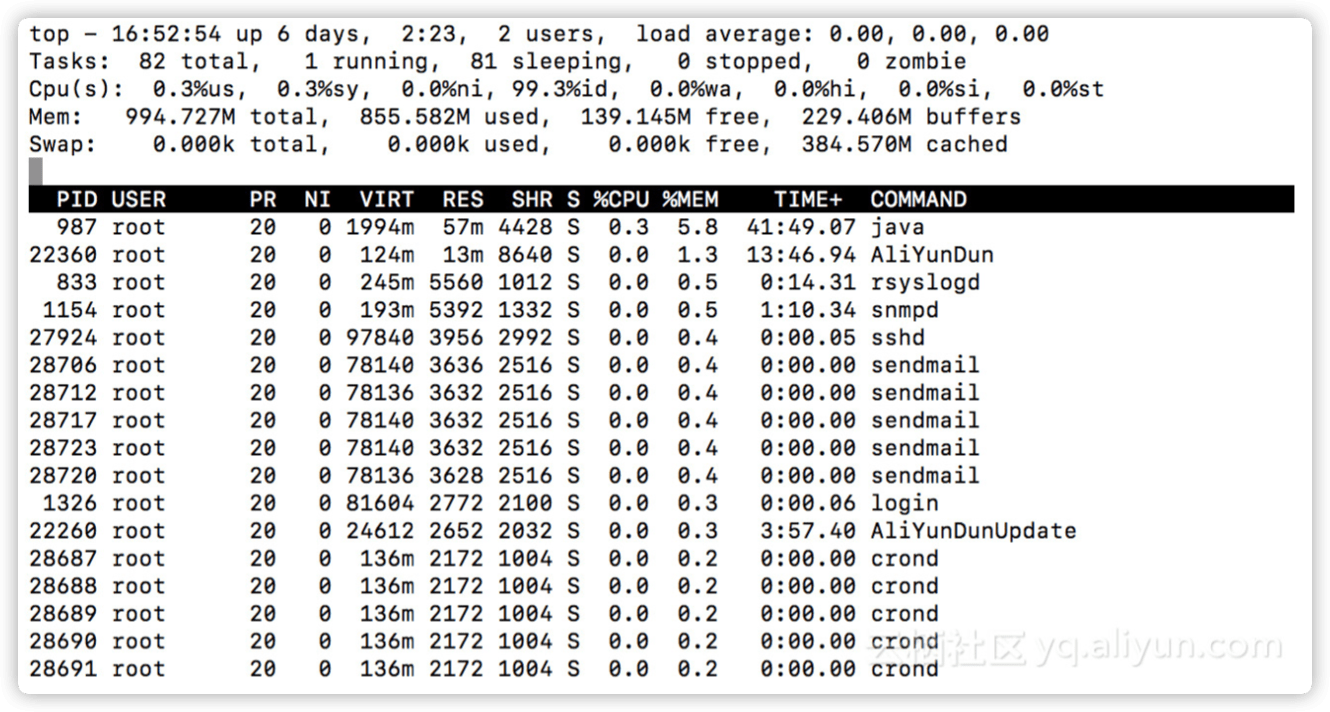 top - 16:52:54 up 6 days,  2:23,  2 users,  load average: 0.00, 0.00, 0.00
Tasks:  82 total,   1 running,  81 sleeping,   0 stopped,   0 zombie
Cpu(s):  0.3%us,  0.3%sy,  0.0%ni, 99.3%id,  0.0%wa,  0.0%hi,  0.0%si,  0.0%st
Mem:   994.727M total,  855.582M used,  139.145M free,  229.406M buffers
Swap:    0.000k total,    0.000k used,    0.000k free,  384.570M cached
  PID USER      PR  NI  VIRT  RES  SHR S %CPU %MEM    TIME+  COMMAND
  987 root      20   0 1994m  57m 4428 S  0.3  5.8  41:49.07 java
22360 root      20   0  124m  13m 8640 S  0.0  1.3  13:46.94 AliYunDun
  833 root      20   0  245m 5560 1012 S  0.0  0.5   0:14.31 rsyslogd
 1154 root      20   0  193m 5392 1332 S  0.0  0.5   1:10.34 snmpd
27924 root      20   0 97840 3956 2992 S  0.0  0.4   0:00.05 sshd
28706 root      20   0 78140 3636 2516 S  0.0  0.4   0:00.00 sendmail
28712 root      20   0 78136 3632 2516 S  0.0  0.4   0:00.00 sendmail
28717 root      20   0 78140 3632 2516 S  0.0  0.4   0:00.00 sendmail
28723 root      20   0 78140 3632 2516 S  0.0  0.4   0:00.00 sendmail
28720 root      20   0 78136 3628 2516 S  0.0  0.4   0:00.00 sendmail
 1326 root      20   0 81604 2772 2100 S  0.0  0.3   0:00.06 login
22260 root      20   0 24612 2652 2032 S  0.0  0.3   3:57.40 AliYunDunUpdate
28687 root      20   0  136m 2172 1004 S  0.0  0.2   0:00.00 crond
28688 root      20   0  136m 2172 1004 S  0.0  0.2   0:00.00 crond
28689 root      20   0  136m 2172 1004 S  0.0  0.2   0:00.00 crond
28690 root      20   0  136m 2172 1004 S  0.0  0.2   0:00.00 crond
28691 root      20   0  136m 2172 1004 S  0.0  0.2   0:00.00 crond
云栖社区 yq.aliyun.com